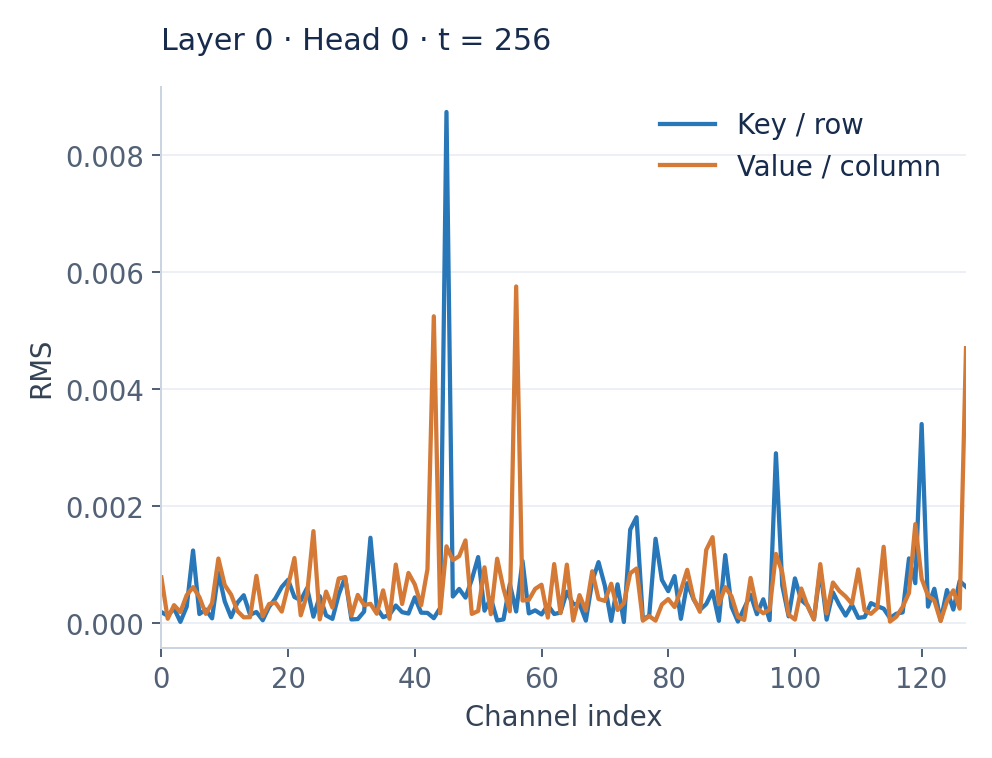 Layer 0 · Head 0 · t = 256
Key / row
Value / column
0.008
0.006
0.004
0.002
0.000
RMS
0 20 40 60 80 100 120
Channel index